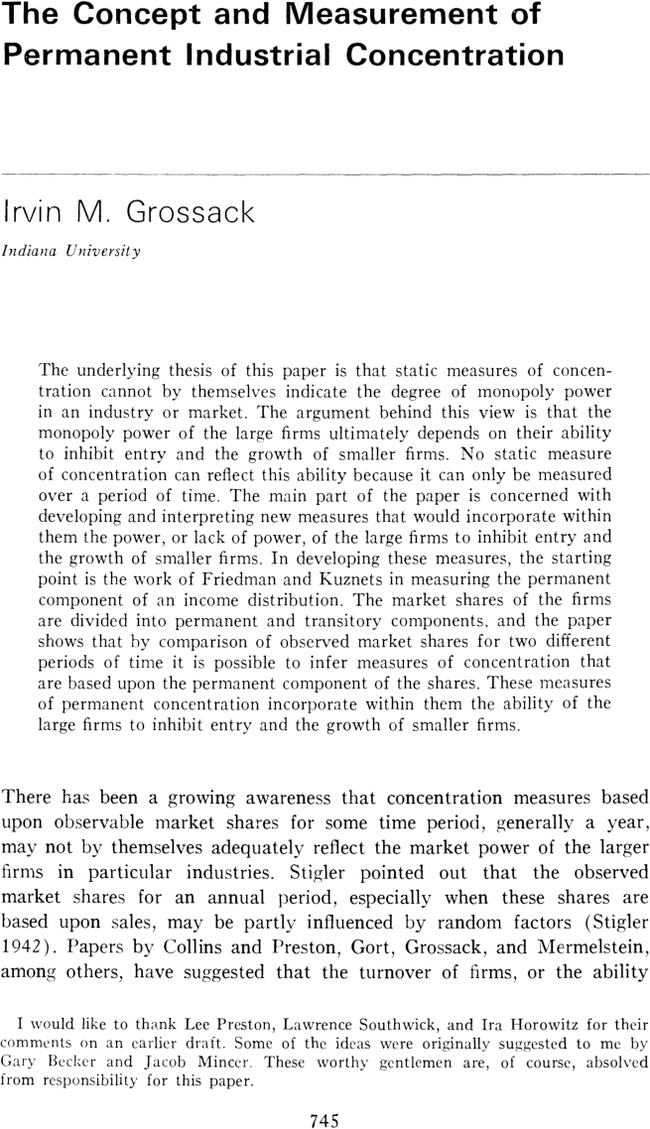 The Concept and Measurement of
Permanent Industrial Concentration
Irvin M. Grossack
Indiana University
The underlying thesis of this paper is that static measures of concen-
tration cannot by themselves indicate the degree of monopoly power
in an industry or market. The argument behind this view is that the
monopoly power of the large firms ultimately depends on their ability
to inhibit entry and the growth of smaller firms. No static measure
of concentration can reflect this ability because it can only be measured
over a period of time. The main part of the paper is concerned with
developing and interpreting new measures that would incorporate within
them the power, or lack of power, of the large firms to inhibit entry and
the growth of smaller firms. In developing these measures, the starting
point is the work of Friedman and Kuznets in measuring the permanent
component of an income distribution. The market shares of the firms
are divided into permanent and transitory components, and the paper
shows that by comparison of observed market shares for two different
periods of time it is possible to infer measures of concentration that
are based upon the permanent component of the shares. These measures
of permanent concentration incorporate within them the ability of the
large firms to inhibit entry and the growth of smaller firms.
There has been a growing awareness that concentration measures based
upon observable market shares for some time period, generally a year,
may not by themselves adequately reflect the market power of the larger
firms in particular industries. Stigler pointed out that the observed
market shares for an annual period, especially when these shares are
based upon sales, may be partly influenced by random factors (Stigler
1942). Papers by Collins and Preston, Gort, Grossack, and Mermelstein,
among others, have suggested that the turnover of firms, or the ability
I would like to thank Lee Preston, Lawrence Southwick, and Ira Horowitz for their
comments on an earlier draft. Some of the ideas were originally suggested to me by
Gary Becker and Jacob Mincer. These worthy gentlemen are, of course, absolved
from responsibility for this paper.
745